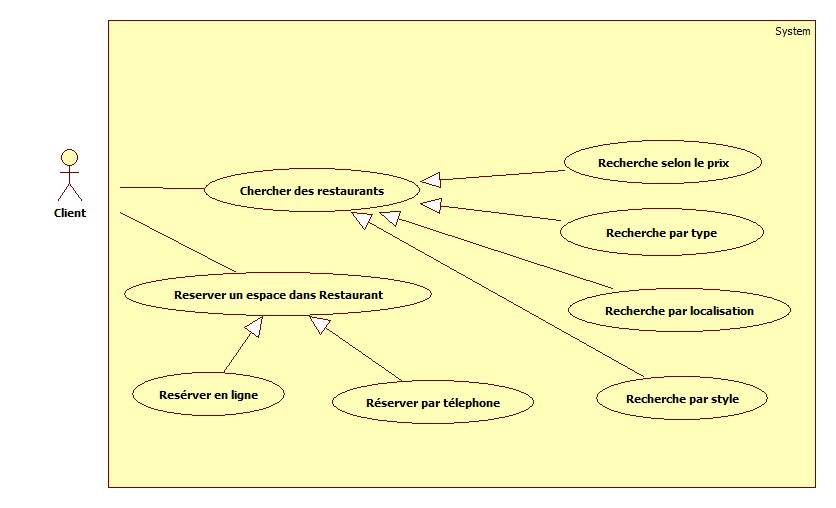 System
Recherche selon le prix
Chercher des restaurants
Client
Recherche par type
Reserver un espace dans Restaurant
Recherche par localisation
Resérver en ligne
Réserver par télephone
Recherche par style